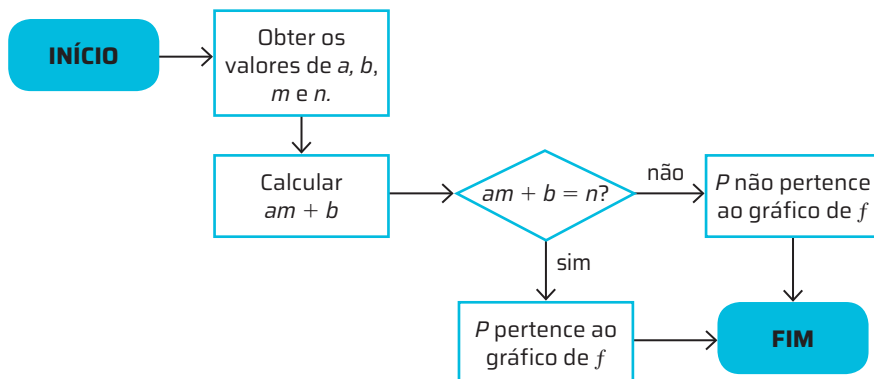 INÍCIO
Obter os
valores de a, b,
m e n.
Calcular
am + b
am + b = n?
não
P não pertence
ao gráfico de f
sim
P pertence ao
gráfico de f
FIM